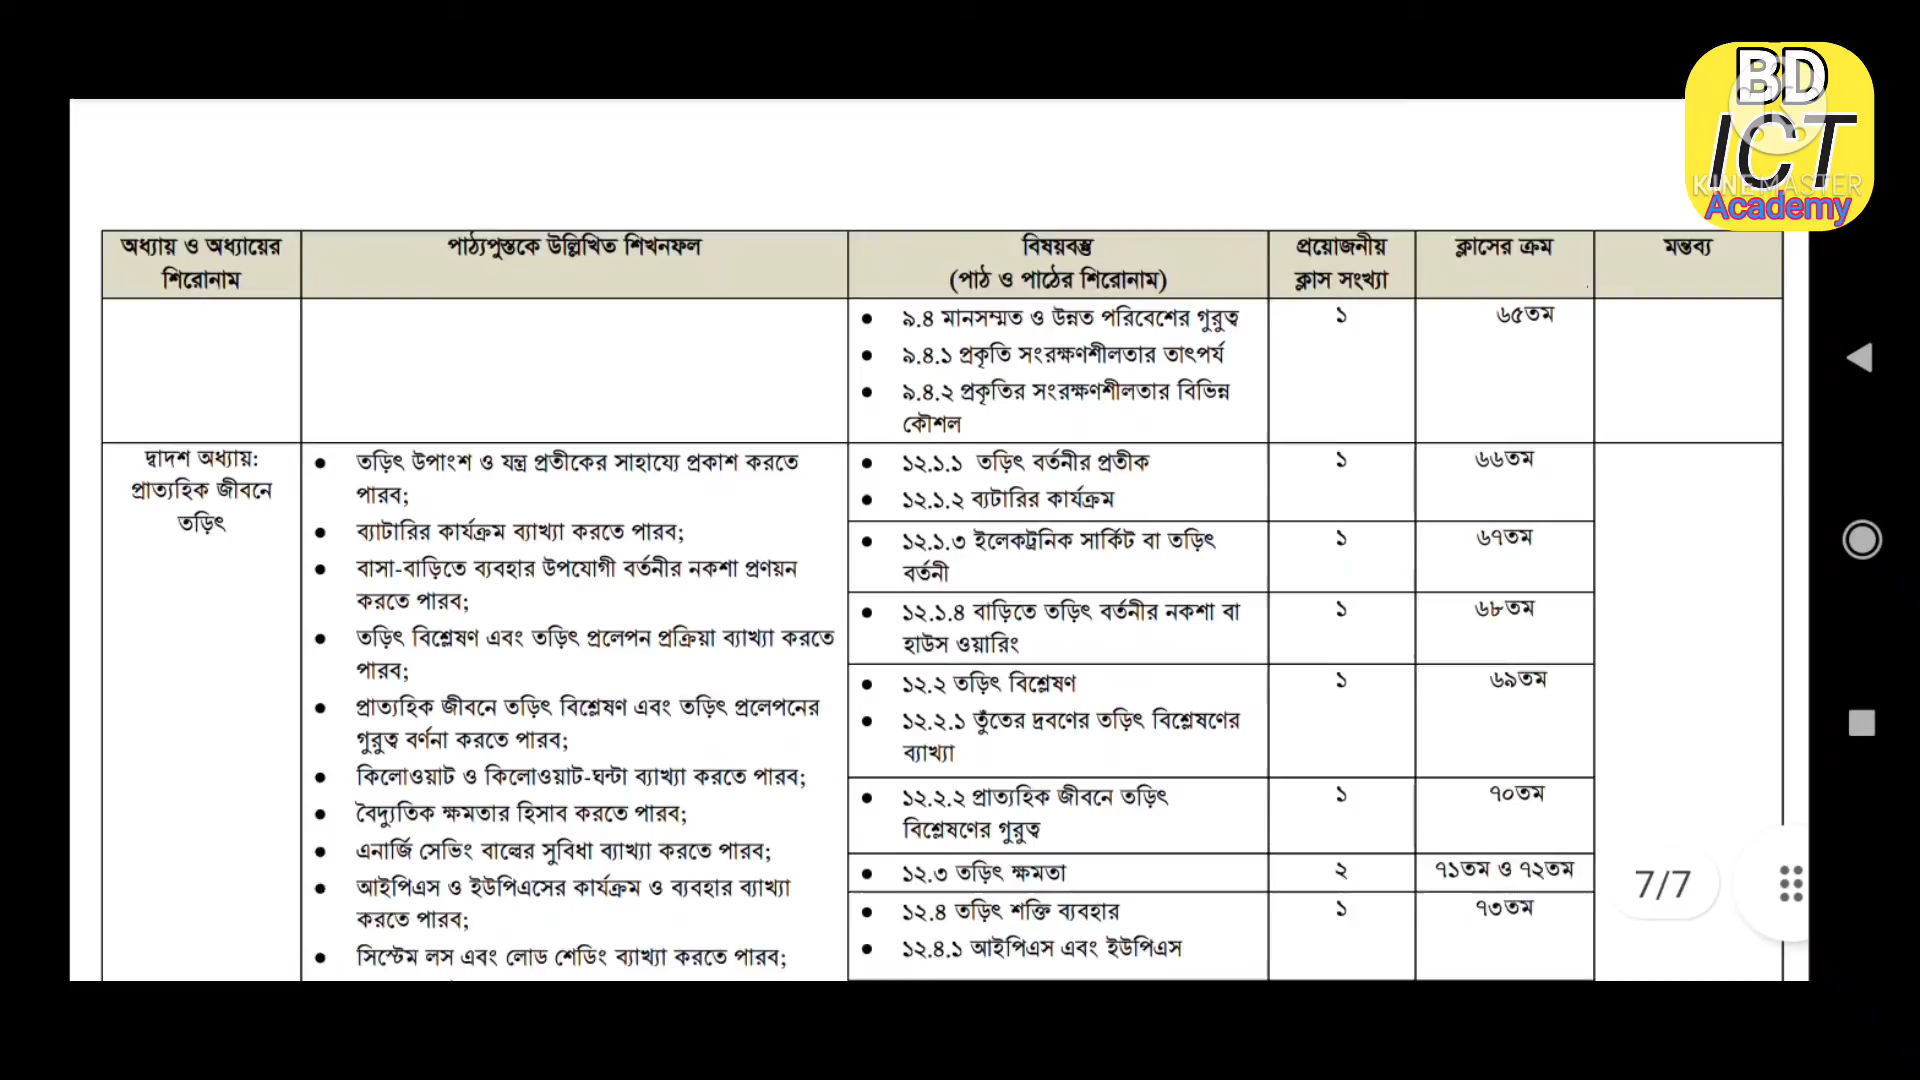 BD
ICT
KINEMASTER
Academy
অধ্যায় ও অধ্যায়ের
শিরোনাম
পাঠ্যপুস্তকে উল্লিখিত শিখনফল
বিষয়বস্তু
(পাঠ ও পাঠের শিরোনাম)
প্রয়োজনীয়
ক্লাস সংখ্যা
ক্লাসের ক্রম
মন্তব্য
● ৯.৪ মানসম্মত ও উন্নত পরিবেশের গুরুত্ব
● ৯.৪.১ প্রকৃতি সংরক্ষণশীলতার তাৎপর্য
● ৯.৪.২ প্রকৃতির সংরক্ষণশীলতার বিভিন্ন
কৌশল
১
৬৫তম
দ্বাদশ অধ্যায়:
প্রাত্যহিক জীবনে
তড়িৎ
● তড়িৎ উপাংশ ও যন্ত্র প্রতীকের সাহায্যে প্রকাশ করতে
পারব;
● ব্যাটারির কার্যক্রম ব্যাখ্যা করতে পারব;
● বাসা-বাড়িতে ব্যবহার উপযোগী বর্তনীর নকশা প্রণয়ন
করতে পারব;
● তড়িৎ বিশ্লেষণ এবং তড়িৎ প্রলেপন প্রক্রিয়া ব্যাখ্যা করতে
পারব;
● প্রাত্যহিক জীবনে তড়িৎ বিশ্লেষণ এবং তড়িৎ প্রলেপনের
গুরুত্ব বর্ণনা করতে পারব;
● কিলোওয়াট ও কিলোওয়াট-ঘন্টা ব্যাখ্যা করতে পারব;
● বৈদ্যুতিক ক্ষমতার হিসাব করতে পারব;
● এনার্জি সেভিং বাল্বের সুবিধা ব্যাখ্যা করতে পারব;
● আইপিএস ও ইউপিএসের কার্যক্রম ও ব্যবহার ব্যাখ্যা
করতে পারব;
● সিস্টেম লস এবং লোড শেডিং ব্যাখ্যা করতে পারব;
● ১২.১.১ তড়িৎ বর্তনীর প্রতীক
● ১২.১.২ ব্যটারির কার্যক্রম
১
৬৬তম
● ১২.১.৩ ইলেকট্রনিক সার্কিট বা তড়িৎ
বর্তনী
১
৬৭তম
● ১২.১.৪ বাড়িতে তড়িৎ বর্তনীর নকশা বা
হাউস ওয়ারিং
১
৬৮তম
● ১২.২ তড়িৎ বিশ্লেষণ
● ১২.২.১ তুঁতের দ্রবণের তড়িৎ বিশ্লেষণের
ব্যাখ্যা
১
৬৯তম
● ১২.২.২ প্রাত্যহিক জীবনে তড়িৎ
বিশ্লেষণের গুরুত্ব
১
৭০তম
● ১২.৩ তড়িৎ ক্ষমতা
২
৭১তম ও ৭২তম
● ১২.৪ তড়িৎ শক্তি ব্যবহার
● ১২.৪.১ আইপিএস এবং ইউপিএস
১
৭৩তম
7/7